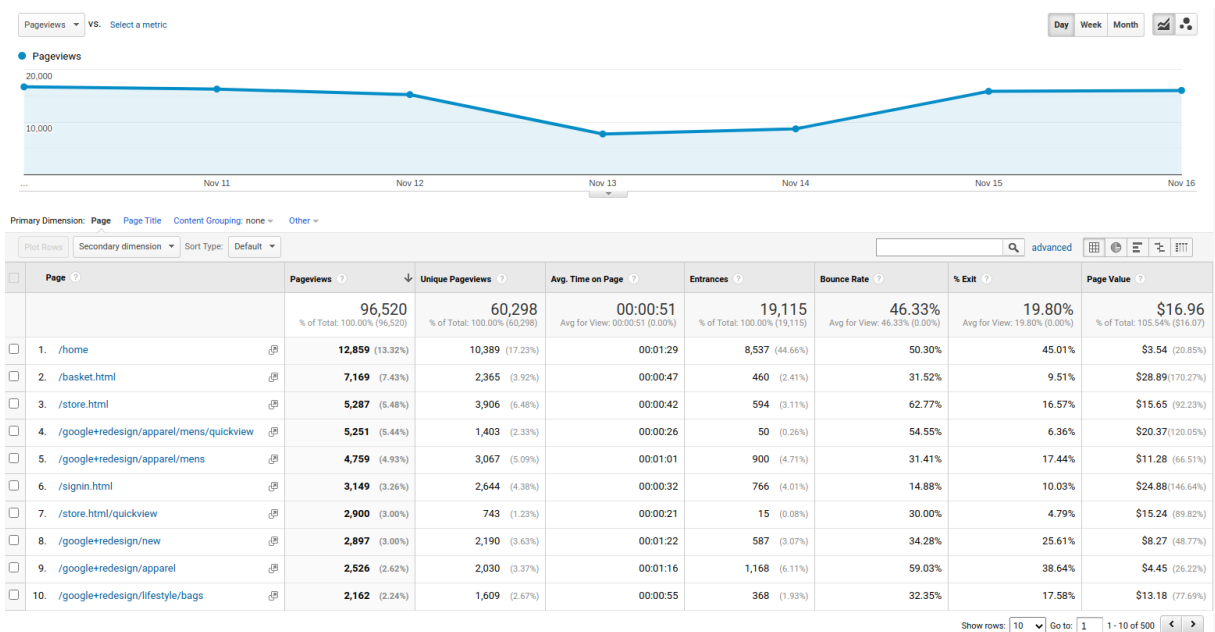 Pageviews VS. Select a metric Day Week Month
Pageviews
20,000
10,000
... Nov 11 Nov 12 Nov 13 Nov 14 Nov 15 Nov 16
Primary Dimension: Page Page Title Content Grouping: none Other
Plot Rows Secondary dimension Sort Type: Default advanced
Page ? Pageviews ? Unique Pageviews ? Avg. Time on Page ? Entrances ? Bounce Rate ? % Exit ? Page Value ?
96,520 60,298 00:00:51 19,115 46.33% 19.80% $16.96
% of Total: 100.00% (96,520) % of Total: 100.00% (60,298) Avg for View: 00:00:51 (0.00%) % of Total: 100.00% (19,115) Avg for View: 46.33% (0.00%) Avg for View: 19.80% (0.00%) % of Total: 105.54% ($16.07)
1. /home 12,859 (13.32%) 10,389 (17.23%) 00:01:29 8,537 (44.66%) 50.30% 45.01% $3.54 (20.85%)
2. /basket.html 7,169 (7.43%) 2,365 (3.92%) 00:00:47 460 (2.41%) 31.52% 9.51% $28.89(170.27%)
3. /store.html 5,287 (5.48%) 3,906 (6.48%) 00:00:42 594 (3.11%) 62.77% 16.57% $15.65 (92.23%)
4. /google+redesign/apparel/mens/quickview 5,251 (5.44%) 1,403 (2.33%) 00:00:26 50 (0.26%) 54.55% 6.36% $20.37(120.05%)
5. /google+redesign/apparel/mens 4,759 (4.93%) 3,067 (5.09%) 00:01:01 900 (4.71%) 31.41% 17.44% $11.28 (66.51%)
6. /signin.html 3,149 (3.26%) 2,644 (4.38%) 00:00:32 766 (4.01%) 14.88% 10.03% $24.88(146.64%)
7. /store.html/quickview 2,900 (3.00%) 743 (1.23%) 00:00:21 15 (0.08%) 30.00% 4.79% $15.24 (89.82%)
8. /google+redesign/new 2,897 (3.00%) 2,190 (3.63%) 00:01:22 587 (3.07%) 34.28% 25.61% $8.27 (48.77%)
9. /google+redesign/apparel 2,526 (2.62%) 2,030 (3.37%) 00:01:16 1,168 (6.11%) 59.03% 38.64% $4.45 (26.22%)
10. /google+redesign/lifestyle/bags 2,162 (2.24%) 1,609 (2.67%) 00:00:55 368 (1.93%) 32.35% 17.58% $13.18 (77.69%)
Show rows: 10 Go to: 1 1 - 10 of 500